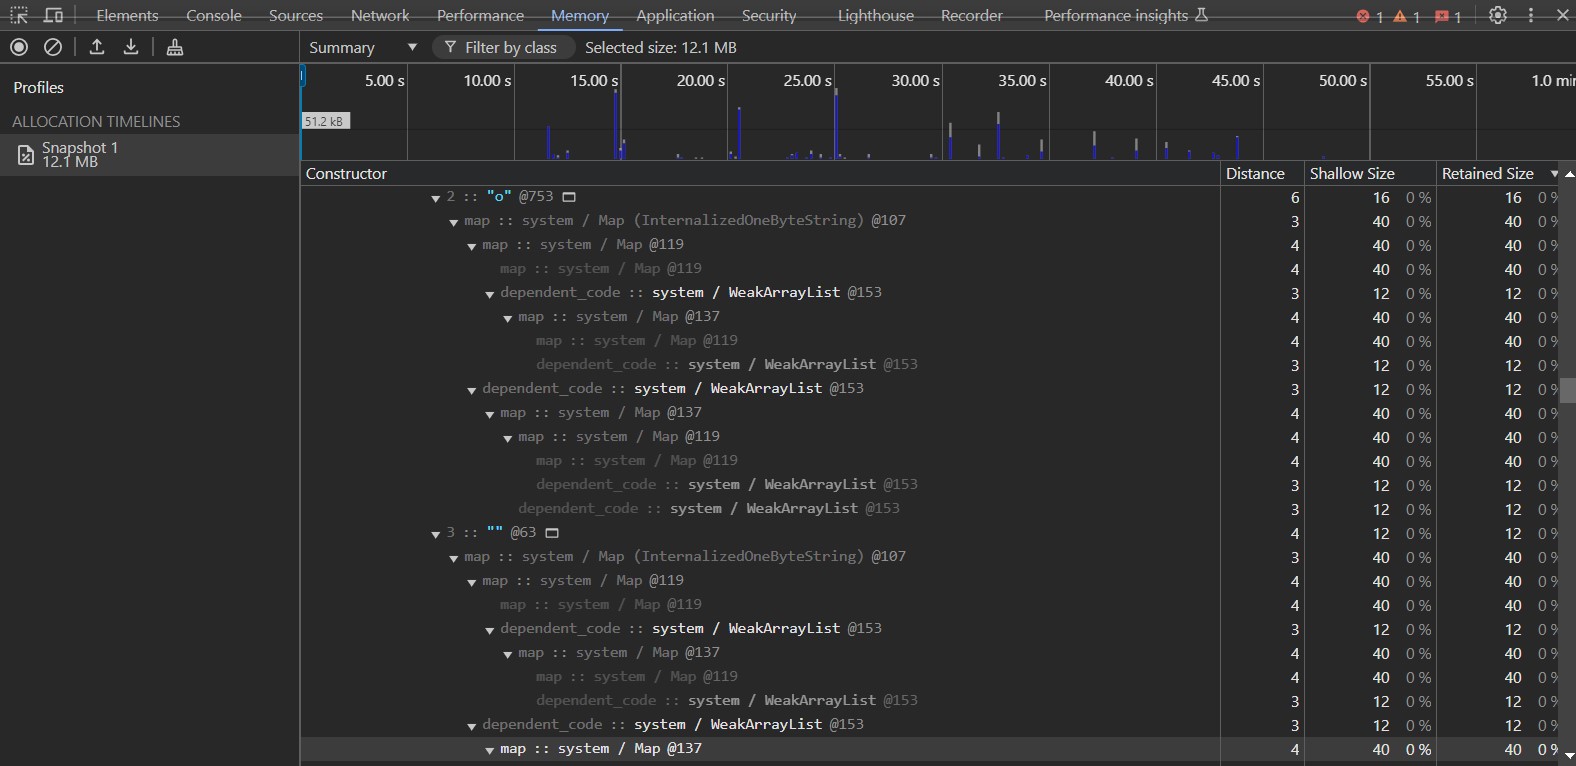 Elements Console Sources Network Performance Memory Application Security Lighthouse Recorder Performance insights 1 1 1
Summary Filter by class Selected size: 12.1 MB
Profiles
ALLOCATION TIMELINES
Snapshot 1
12.1 MB
5.00 s 10.00 s 15.00 s 20.00 s 25.00 s 30.00 s 35.00 s 40.00 s 45.00 s 50.00 s 55.00 s 1.0 min
51.2 kB
Constructor Distance Shallow Size Retained Size
2 :: "o" @753 6 16 0 % 16 0 %
map :: system / Map (InternalizedOneByteString) @107 3 40 0 % 40 0 %
map :: system / Map @119 4 40 0 % 40 0 %
map :: system / Map @119 4 40 0 % 40 0 %
dependent_code :: system / WeakArrayList @153 3 12 0 % 12 0 %
map :: system / Map @137 4 40 0 % 40 0 %
map :: system / Map @119 4 40 0 % 40 0 %
dependent_code :: system / WeakArrayList @153 3 12 0 % 12 0 %
dependent_code :: system / WeakArrayList @153 3 12 0 % 12 0 %
map :: system / Map @137 4 40 0 % 40 0 %
map :: system / Map @119 4 40 0 % 40 0 %
map :: system / Map @119 4 40 0 % 40 0 %
dependent_code :: system / WeakArrayList @153 3 12 0 % 12 0 %
dependent_code :: system / WeakArrayList @153 3 12 0 % 12 0 %
3 :: "" @63 4 12 0 % 12 0 %
map :: system / Map (InternalizedOneByteString) @107 3 40 0 % 40 0 %
map :: system / Map @119 4 40 0 % 40 0 %
map :: system / Map @119 4 40 0 % 40 0 %
dependent_code :: system / WeakArrayList @153 3 12 0 % 12 0 %
map :: system / Map @137 4 40 0 % 40 0 %
map :: system / Map @119 4 40 0 % 40 0 %
dependent_code :: system / WeakArrayList @153 3 12 0 % 12 0 %
dependent_code :: system / WeakArrayList @153 3 12 0 % 12 0 %
map :: system / Map @137 4 40 0 % 40 0 %